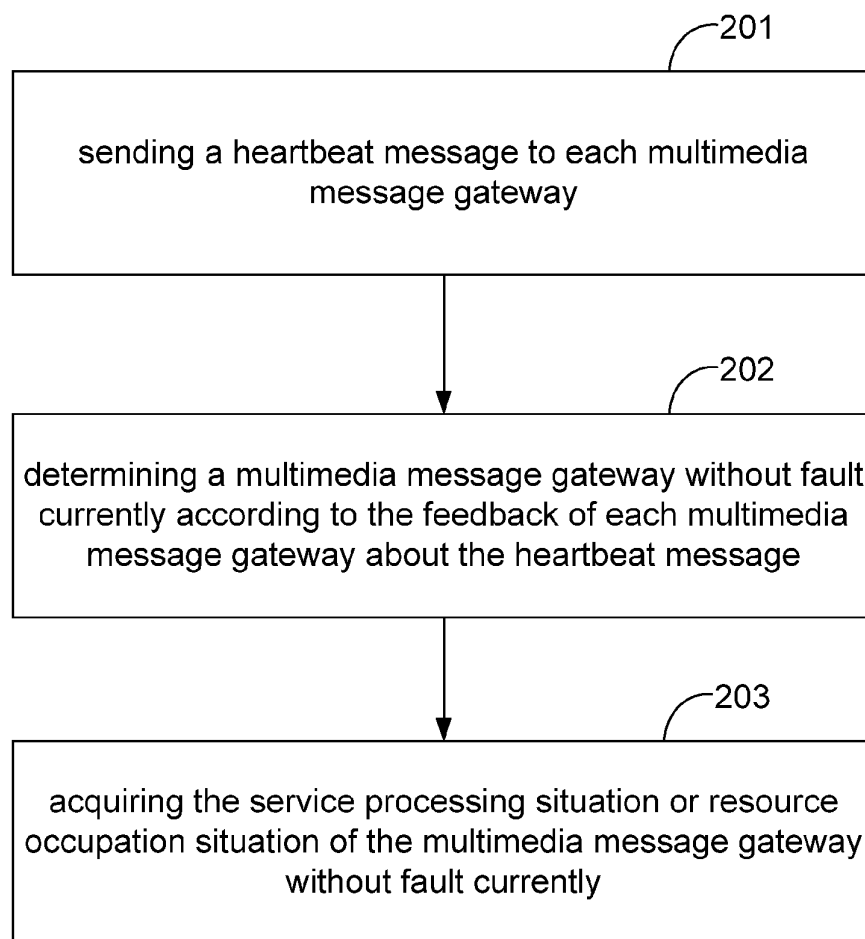 201
sending a heartbeat message to each multimedia
message gateway
202
determining a multimedia message gateway without fault
currently according to the feedback of each multimedia
message gateway about the heartbeat message
203
acquiring the service processing situation or resource
occupation situation of the multimedia message gateway
without fault currently